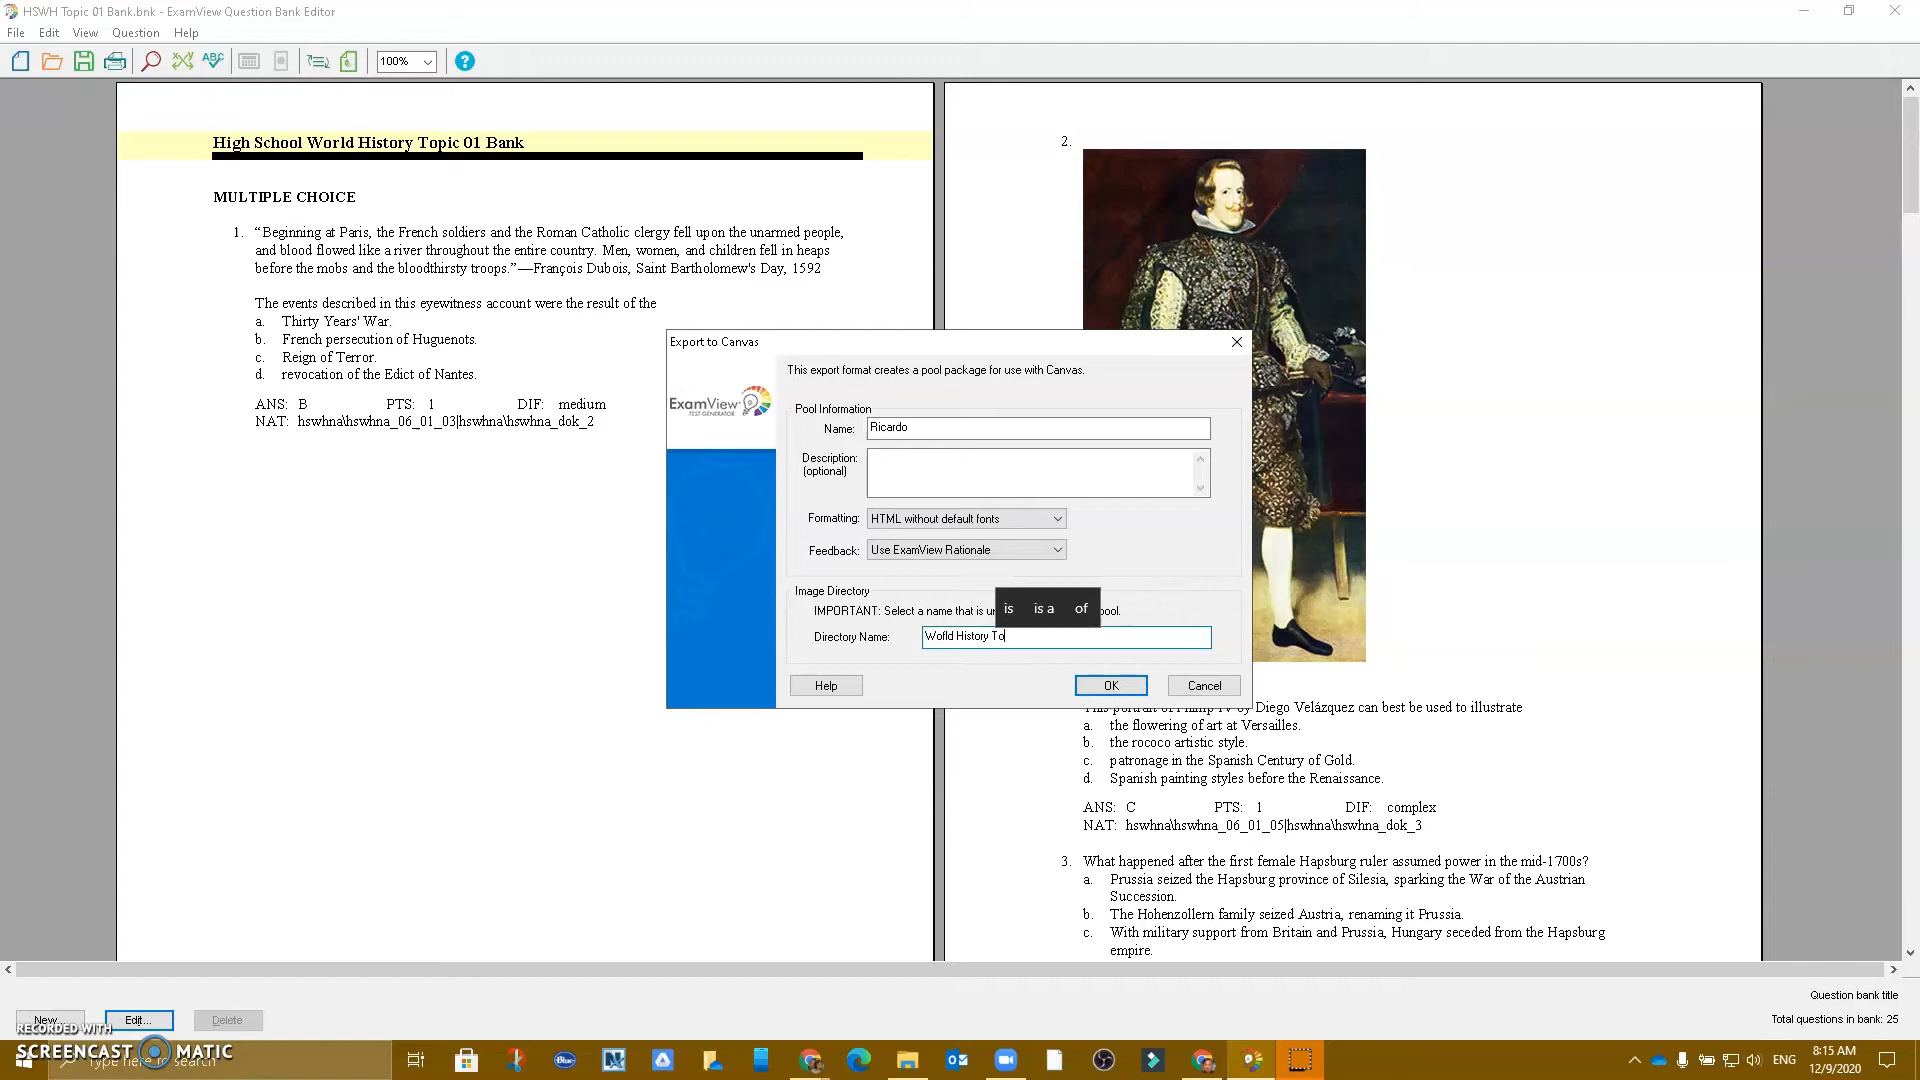 HSWH Topic 01 Bank.bnk - ExamView Question Bank Editor
File Edit View Question Help
ABC
100%
?
High School World History Topic 01 Bank
MULTIPLE CHOICE
1. “Beginning at Paris, the French soldiers and the Roman Catholic clergy fell upon the unarmed people,
and blood flowed like a river throughout the entire country. Men, women, and children fell in heaps
before the mobs and the bloodthirsty troops.”—François Dubois, Saint Bartholomew's Day, 1592
The events described in this eyewitness account were the result of the
a. Thirty Years' War.
b. French persecution of Huguenots.
c. Reign of Terror.
d. revocation of the Edict of Nantes.
ANS: B PTS: 1 DIF: medium
NAT: hswhna\hswhna_06_01_03|hswhna\hswhna_dok_2
2.
Export to Canvas
ExamView
TEST GENERATOR
This export format creates a pool package for use with Canvas.
Pool Information
Name: Ricardo
Description:
(optional)
Formatting: HTML without default fonts
Feedback: Use ExamView Rationale
Image Directory
IMPORTANT: Select a name that is pool.
is is a of
Directory Name: Wofld History To
Help OK Cancel
by Diego Velázquez can best be used to illustrate
a. the flowering of art at Versailles.
b. the rococo artistic style.
c. patronage in the Spanish Century of Gold.
d. Spanish painting styles before the Renaissance.
ANS: C PTS: 1 DIF: complex
NAT: hswhna\hswhna_06_01_05|hswhna\hswhna_dok_3
3. What happened after the first female Hapsburg ruler assumed power in the mid-1700s?
a. Prussia seized the Hapsburg province of Silesia, sparking the War of the Austrian
Succession.
b. The Hohenzollern family seized Austria, renaming it Prussia.
c. With military support from Britain and Prussia, Hungary seceded from the Hapsburg
empire.
Question bank title
New... Edit... Delete
Total questions in bank: 25
RECORDED WITH
SCREENCAST MATIC
Type here to search
Blue
ENG
8:15 AM
12/9/2020